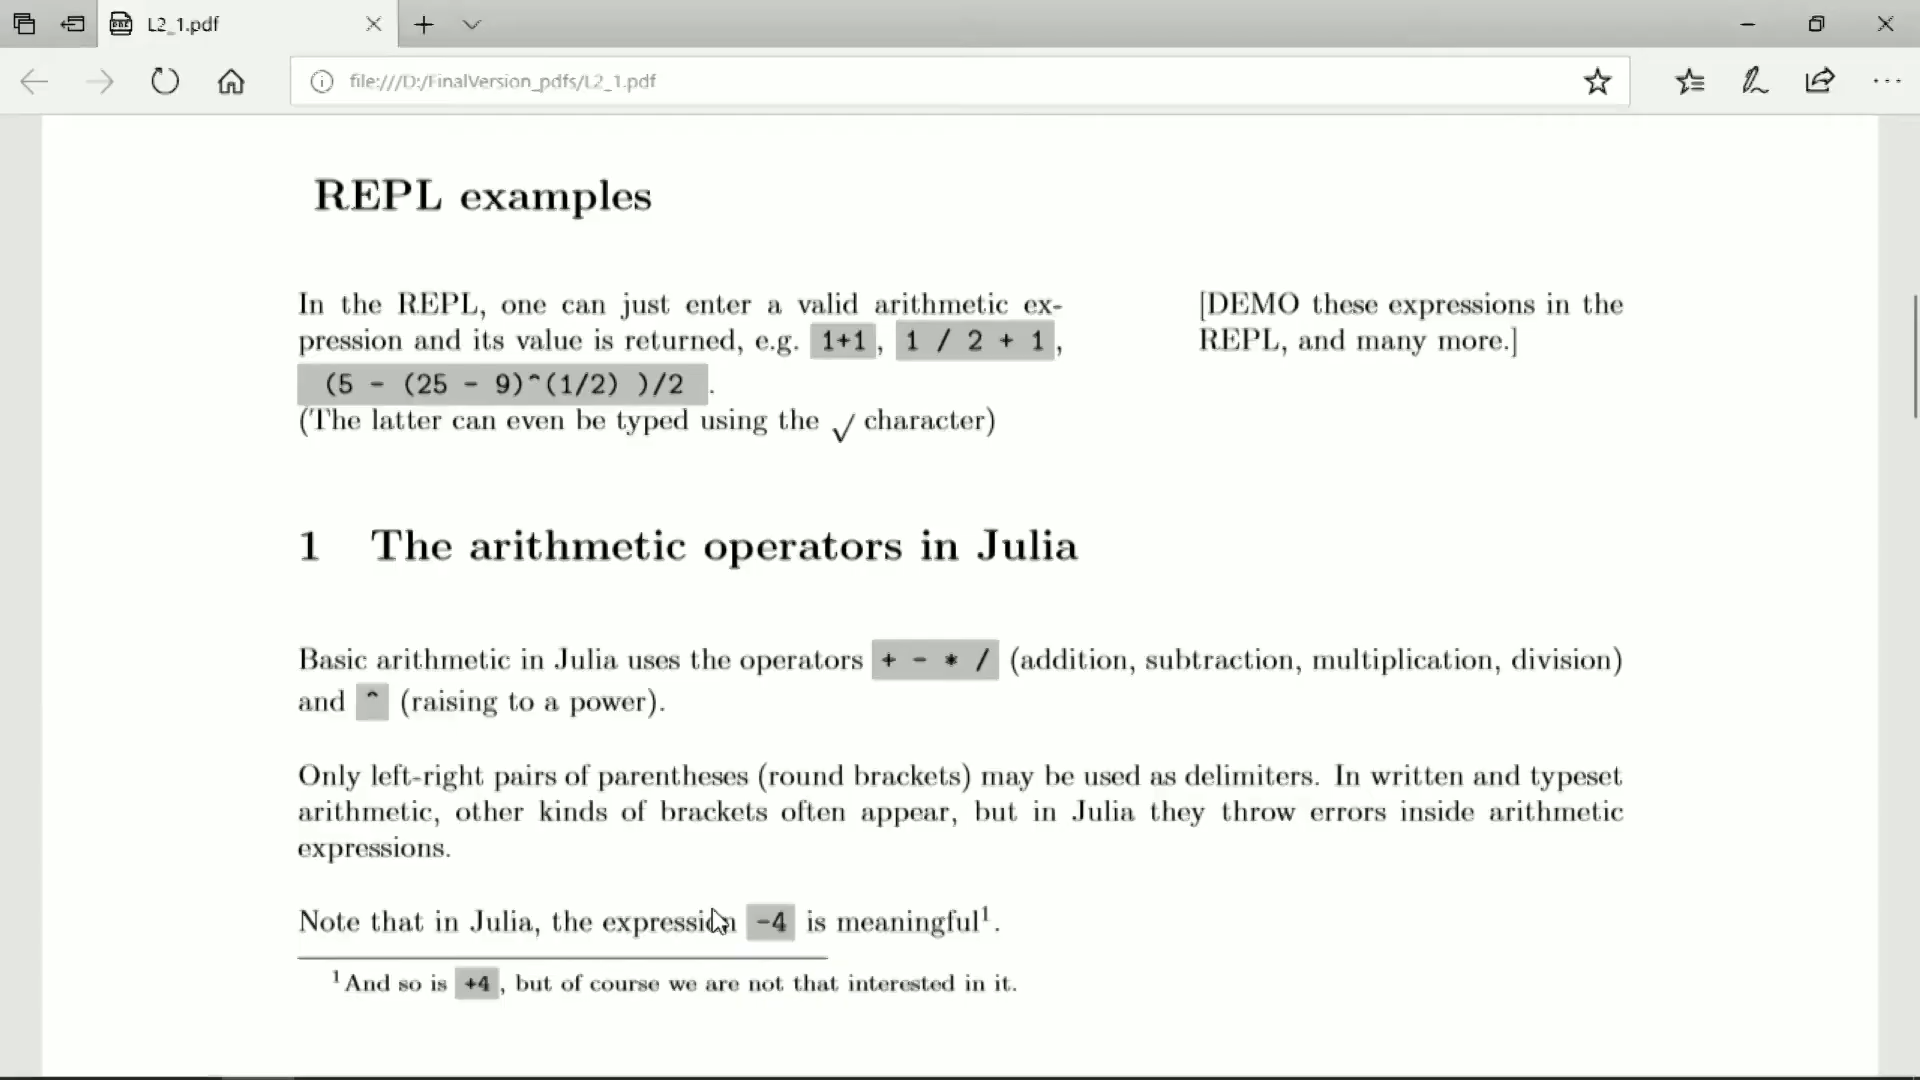 L2_1.pdf
file:///D:/FinalVersion_pdfs/L2_1.pdf
REPL examples
In the REPL, one can just enter a valid arithmetic ex-
pression and its value is returned, e.g. 1+1 , 1 / 2 + 1 ,
(5 - (25 - 9)^(1/2) )/2 .
(The latter can even be typed using the √ character)
[DEMO these expressions in the
REPL, and many more.]
1 The arithmetic operators in Julia
Basic arithmetic in Julia uses the operators + - * / (addition, subtraction, multiplication, division)
and ^ (raising to a power).
Only left-right pairs of parentheses (round brackets) may be used as delimiters. In written and typeset
arithmetic, other kinds of brackets often appear, but in Julia they throw errors inside arithmetic
expressions.
Note that in Julia, the expression -4 is meaningful¹.
¹And so is +4 , but of course we are not that interested in it.